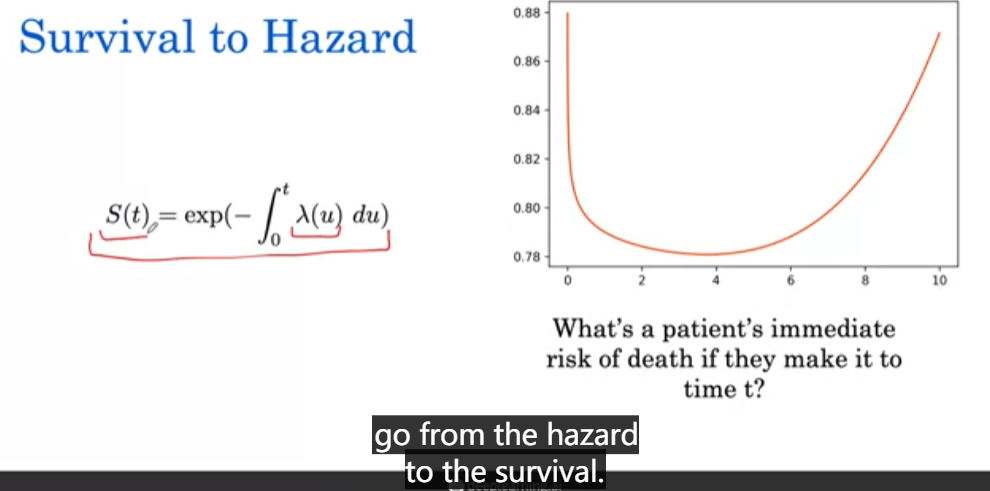 Survival to Hazard
S(t) = exp(− ∫₀ᵗ λ(u) du)
0.88
0.86
0.84
0.82
0.80
0.78
0 2 4 6 8 10
What's a patient's immediate
risk of death if they make it to
time t?
go from the hazard
to the survival.